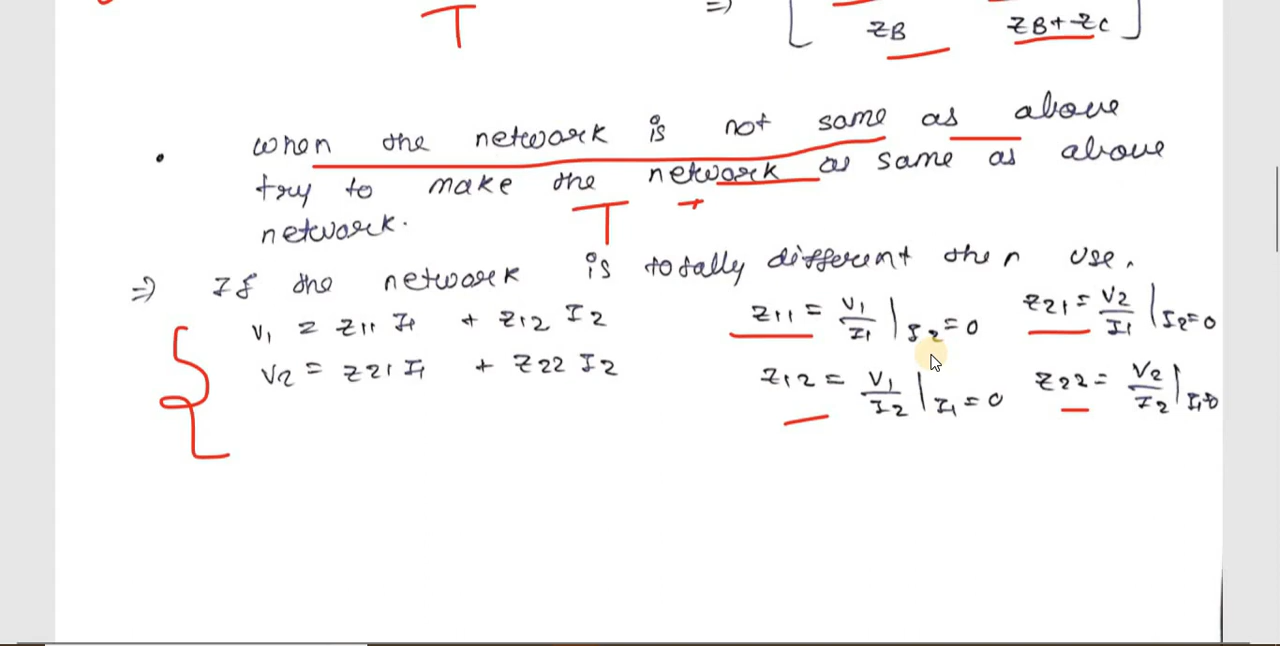 T ⇒ [ ZB ZB+ZC ]
• when the network is not same as above
try to make the network as same as above
T
network.
⇒ If the network is totally different then use.
V1 = Z11 I1 + Z12 I2 Z11 = V1/I1 | I2=0 Z21 = V2/I1 | I2=0
V2 = Z21 I1 + Z22 I2 Z12 = V1/I2 | I1=0 Z22 = V2/I2 | I1=0